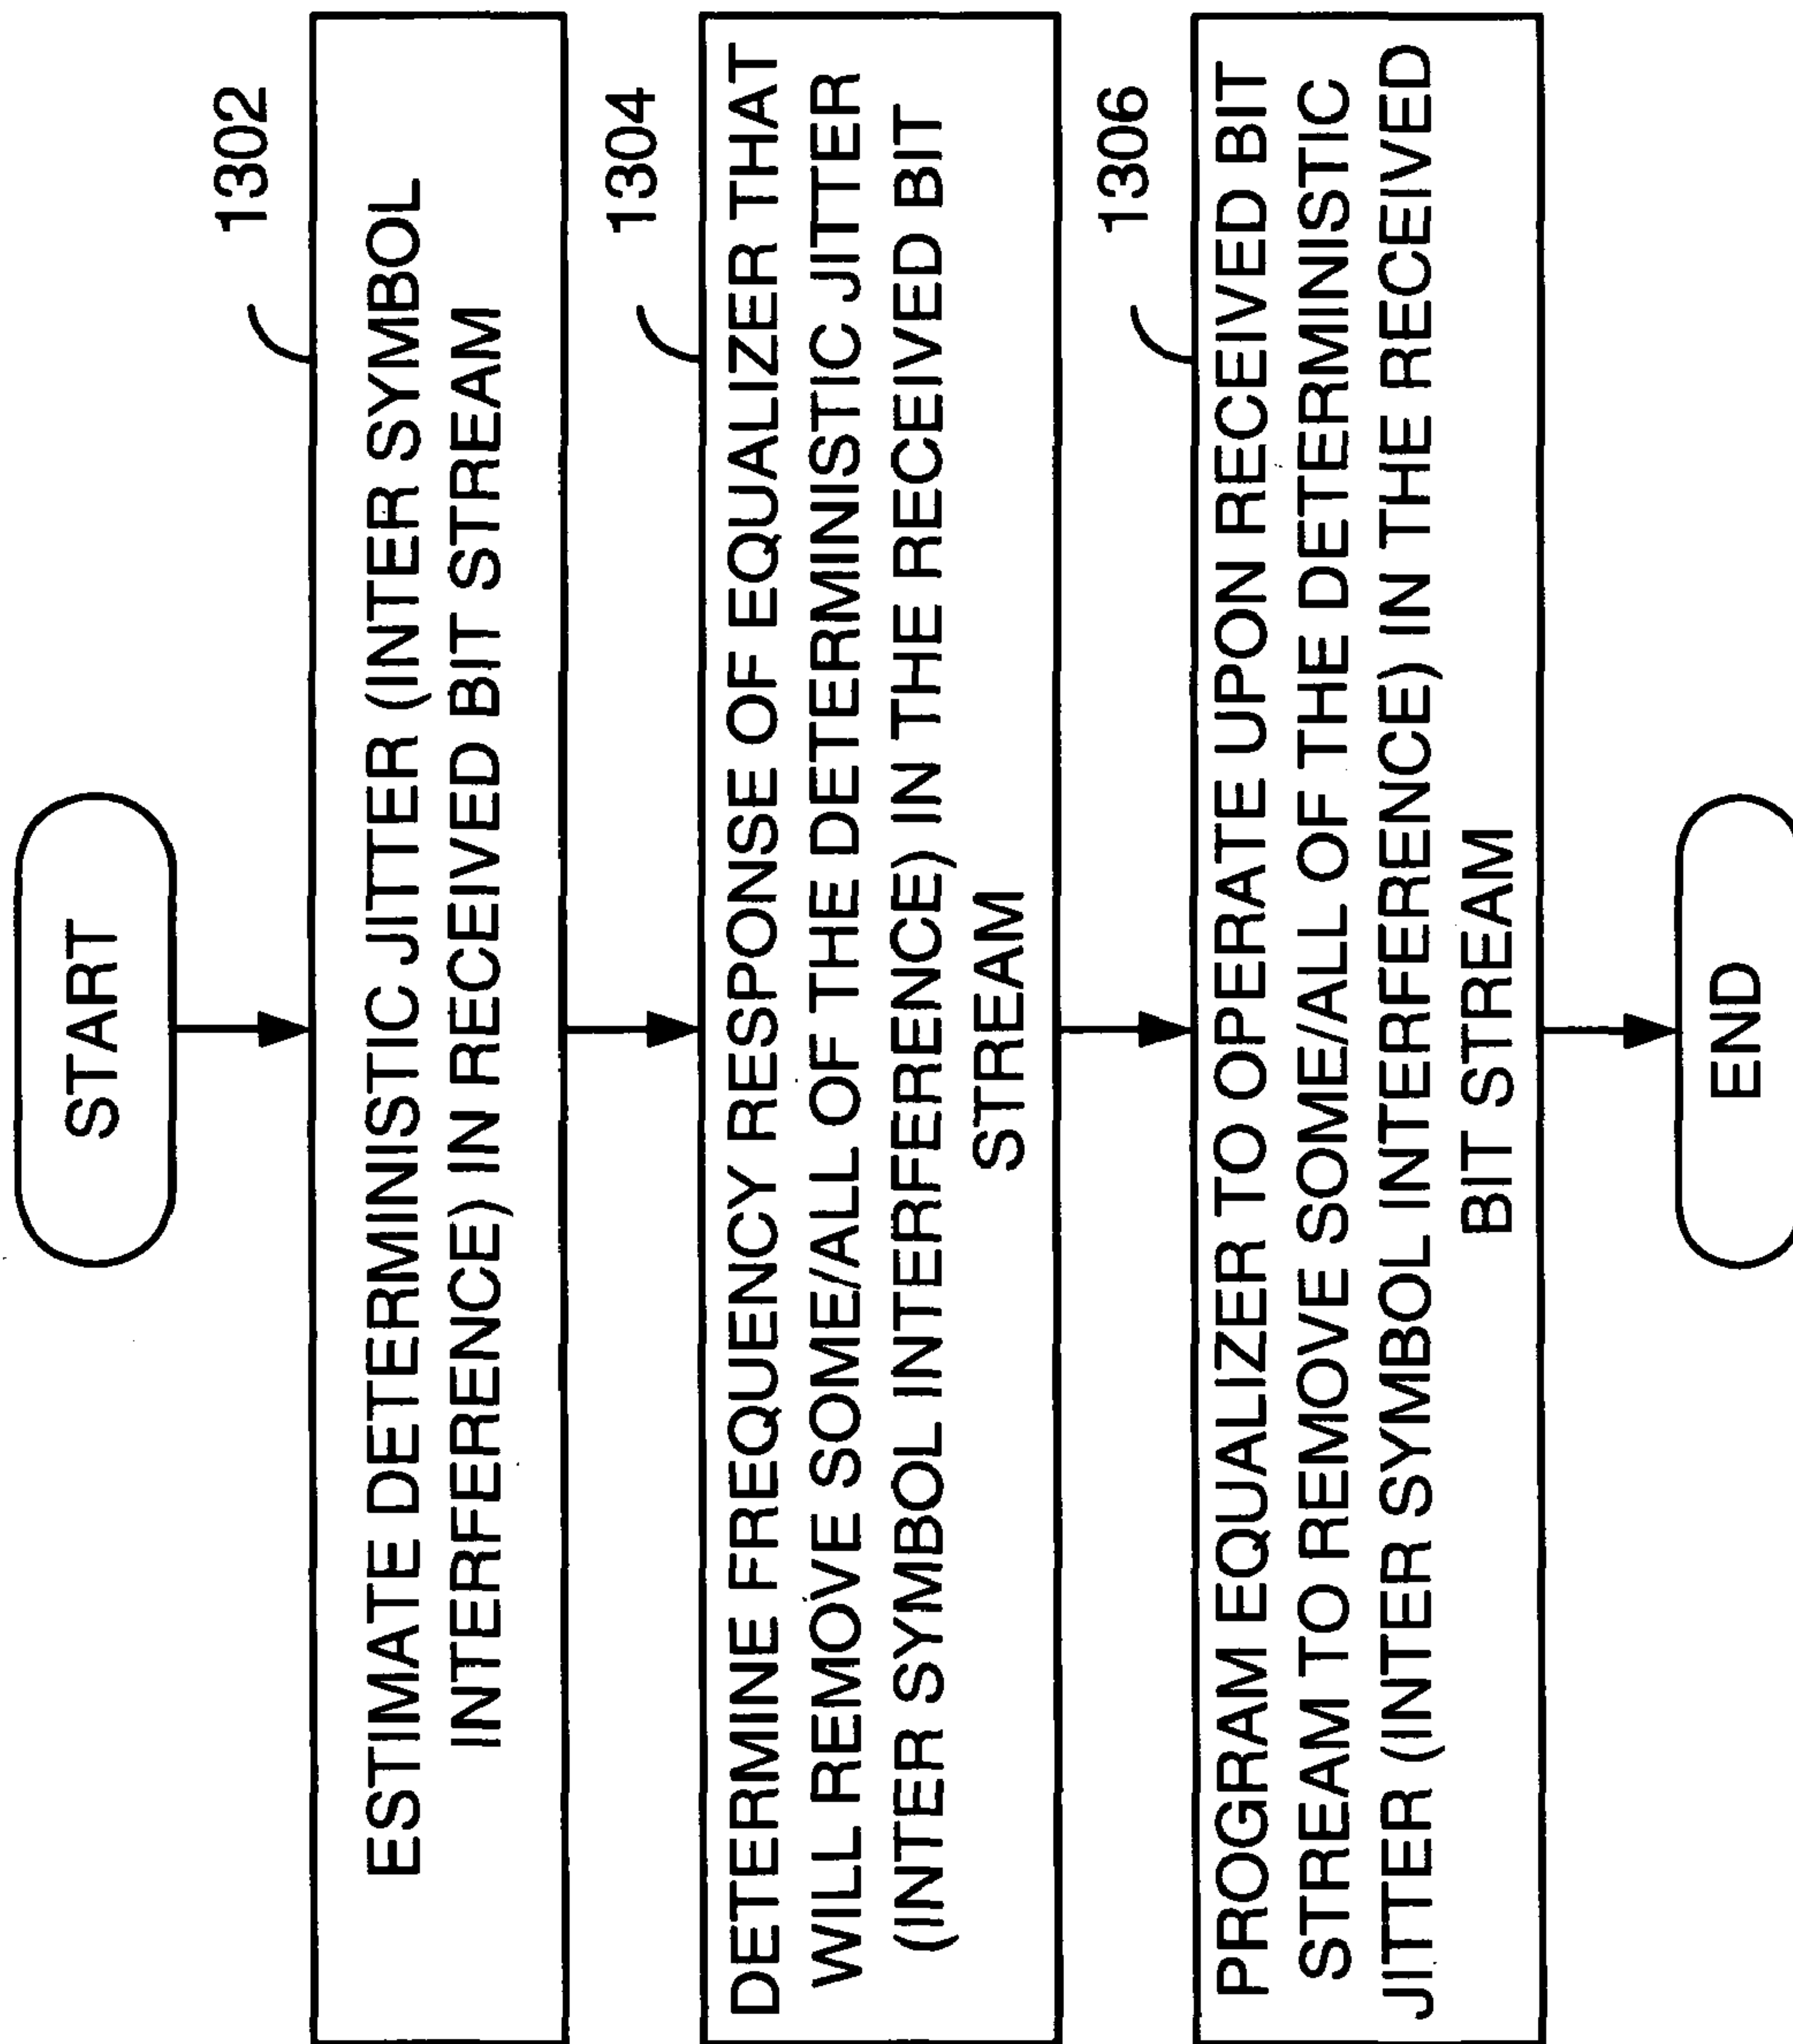 START
1302
ESTIMATE DETERMINISTIC JITTER (INTER SYMBOL
INTERFERENCE) IN RECEIVED BIT STREAM
1304
DETERMINE FREQUENCY RESPONSE OF EQUALIZER THAT
WILL REMOVE SOME/ALL OF THE DETERMINISTIC JITTER
(INTER SYMBOL INTERFERENCE) IN THE RECEIVED BIT
STREAM
1306
PROGRAM EQUALIZER TO OPERATE UPON RECEIVED BIT
STREAM TO REMOVE SOME/ALL OF THE DETERMINISTIC
JITTER (INTER SYMBOL INTERFERENCE) IN THE RECEIVED
BIT STREAM
END